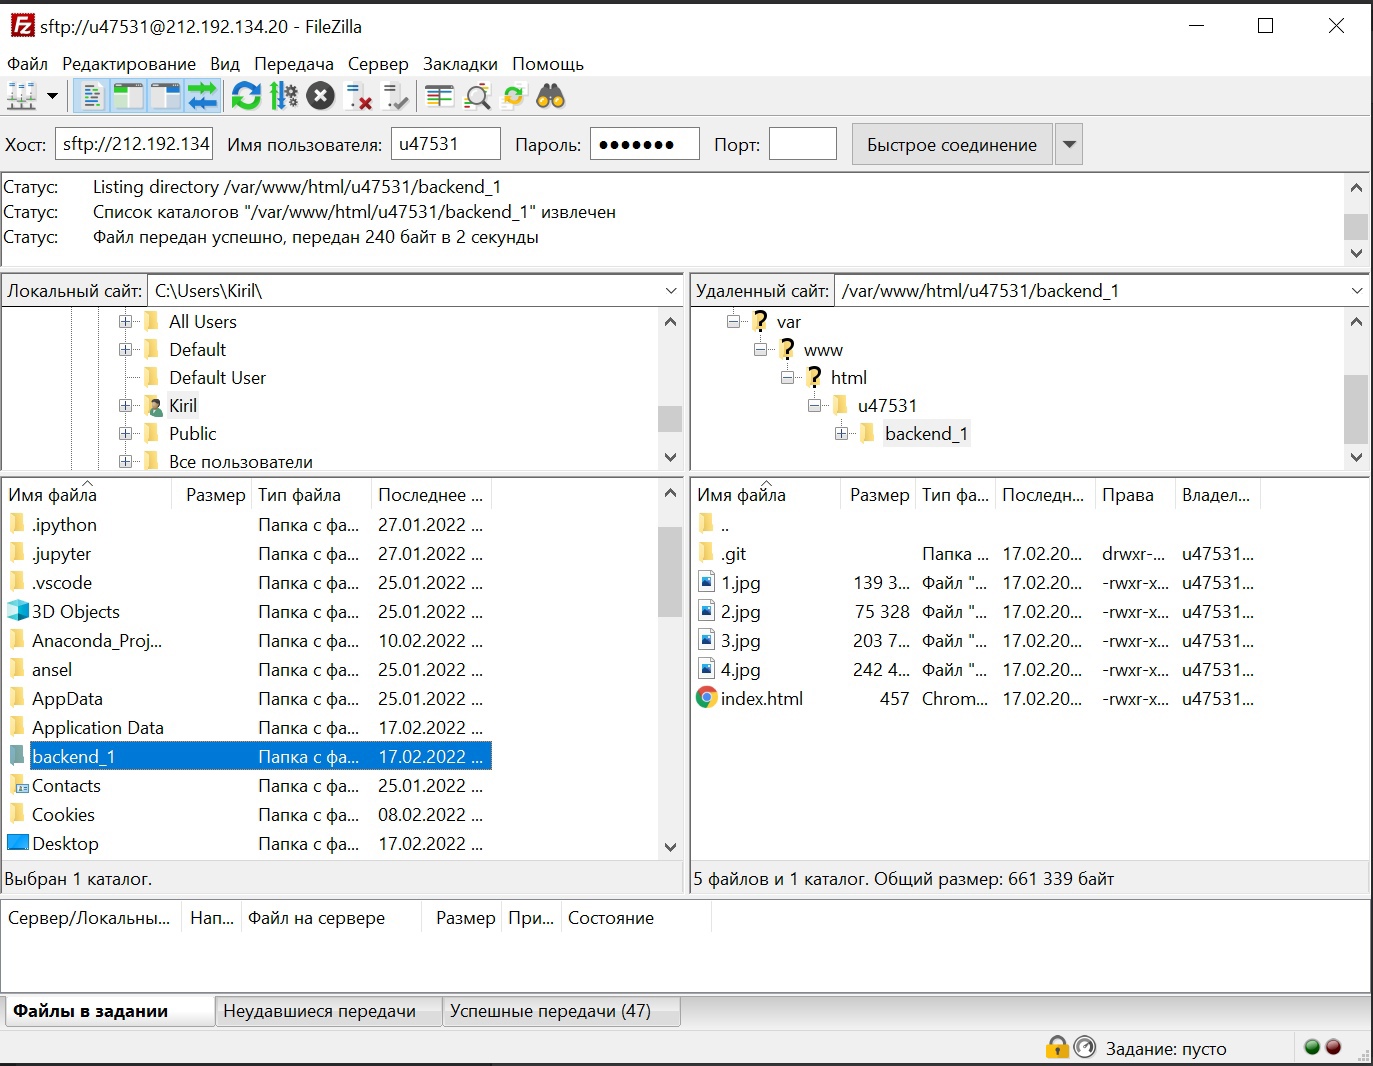 sftp://u47531@212.192.134.20 - FileZilla
Файл Редактирование Вид Передача Сервер Закладки Помощь
Хост: sftp://212.192.134 Имя пользователя: u47531 Пароль: ●●●●●●● Порт: Быстрое соединение
Статус: Listing directory /var/www/html/u47531/backend_1
Статус: Список каталогов "/var/www/html/u47531/backend_1" извлечен
Статус: Файл передан успешно, передан 240 байт в 2 секунды
Локальный сайт: C:\Users\Kiril\
All Users
Default
Default User
Kiril
Public
Все пользователи
Удаленный сайт: /var/www/html/u47531/backend_1
? var
? www
? html
u47531
backend_1
Имя файла Размер Тип файла Последнее ...
.ipython Папка с фа... 27.01.2022 ...
.jupyter Папка с фа... 27.01.2022 ...
.vscode Папка с фа... 25.01.2022 ...
3D Objects Папка с фа... 25.01.2022 ...
Anaconda_Proj... Папка с фа... 10.02.2022 ...
ansel Папка с фа... 25.01.2022 ...
AppData Папка с фа... 25.01.2022 ...
Application Data Папка с фа... 17.02.2022 ...
backend_1 Папка с фа... 17.02.2022 ...
Contacts Папка с фа... 25.01.2022 ...
Cookies Папка с фа... 08.02.2022 ...
Desktop Папка с фа... 17.02.2022 ...
Выбран 1 каталог.
Имя файла Размер Тип фа... Последн... Права Владел...
..
.git Папка ... 17.02.20... drwxr-... u47531...
1.jpg 139 3... Файл "... 17.02.20... -rwxr-x... u47531...
2.jpg 75 328 Файл "... 17.02.20... -rwxr-x... u47531...
3.jpg 203 7... Файл "... 17.02.20... -rwxr-x... u47531...
4.jpg 242 4... Файл "... 17.02.20... -rwxr-x... u47531...
index.html 457 Chrom... 17.02.20... -rwxr-x... u47531...
5 файлов и 1 каталог. Общий размер: 661 339 байт
Сервер/Локальны... Нап... Файл на сервере Размер При... Состояние
Файлы в задании Неудавшиеся передачи Успешные передачи (47)
Задание: пусто